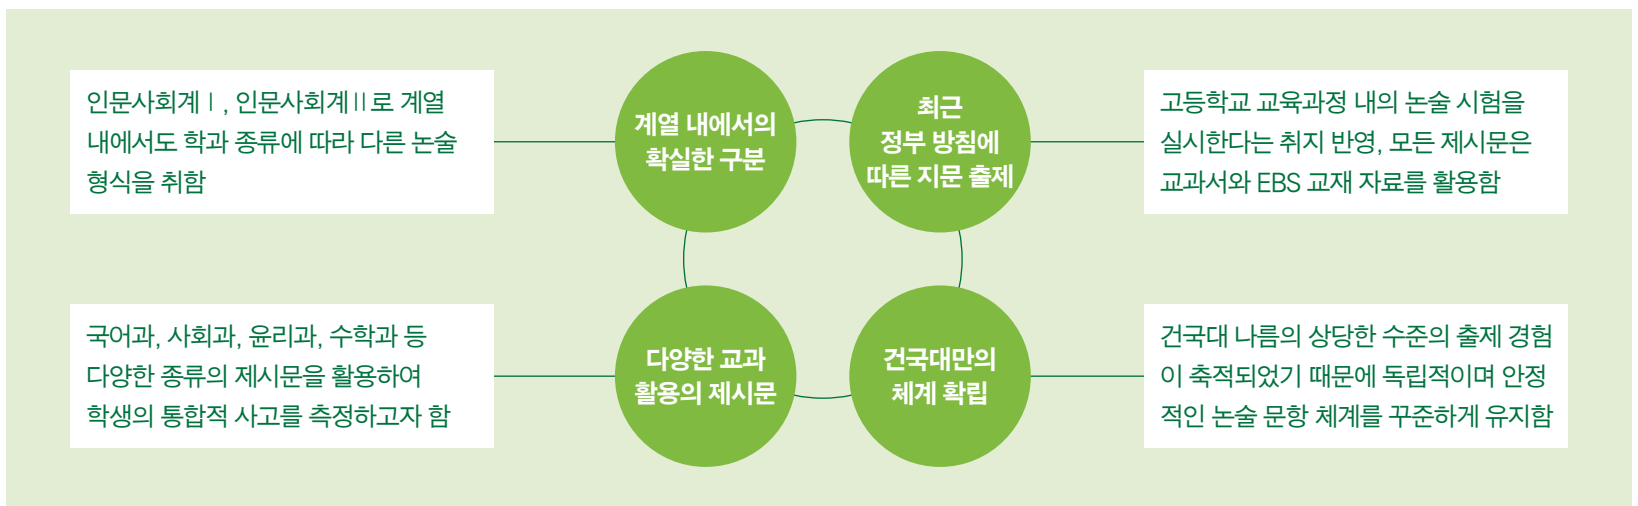 인문사회계Ⅰ, 인문사회계Ⅱ로 계열
내에서도 학과 종류에 따라 다른 논술
형식을 취함
계열 내에서의
확실한 구분
최근
정부 방침에
따른 지문 출제
고등학교 교육과정 내의 논술 시험을
실시한다는 취지 반영, 모든 제시문은
교과서와 EBS 교재 자료를 활용함
국어과, 사회과, 윤리과, 수학과 등
다양한 종류의 제시문을 활용하여
학생의 통합적 사고를 측정하고자 함
다양한 교과
활용의 제시문
건국대만의
체계 확립
건국대 나름의 상당한 수준의 출제 경험
이 축적되었기 때문에 독립적이며 안정
적인 논술 문항 체계를 꾸준하게 유지함